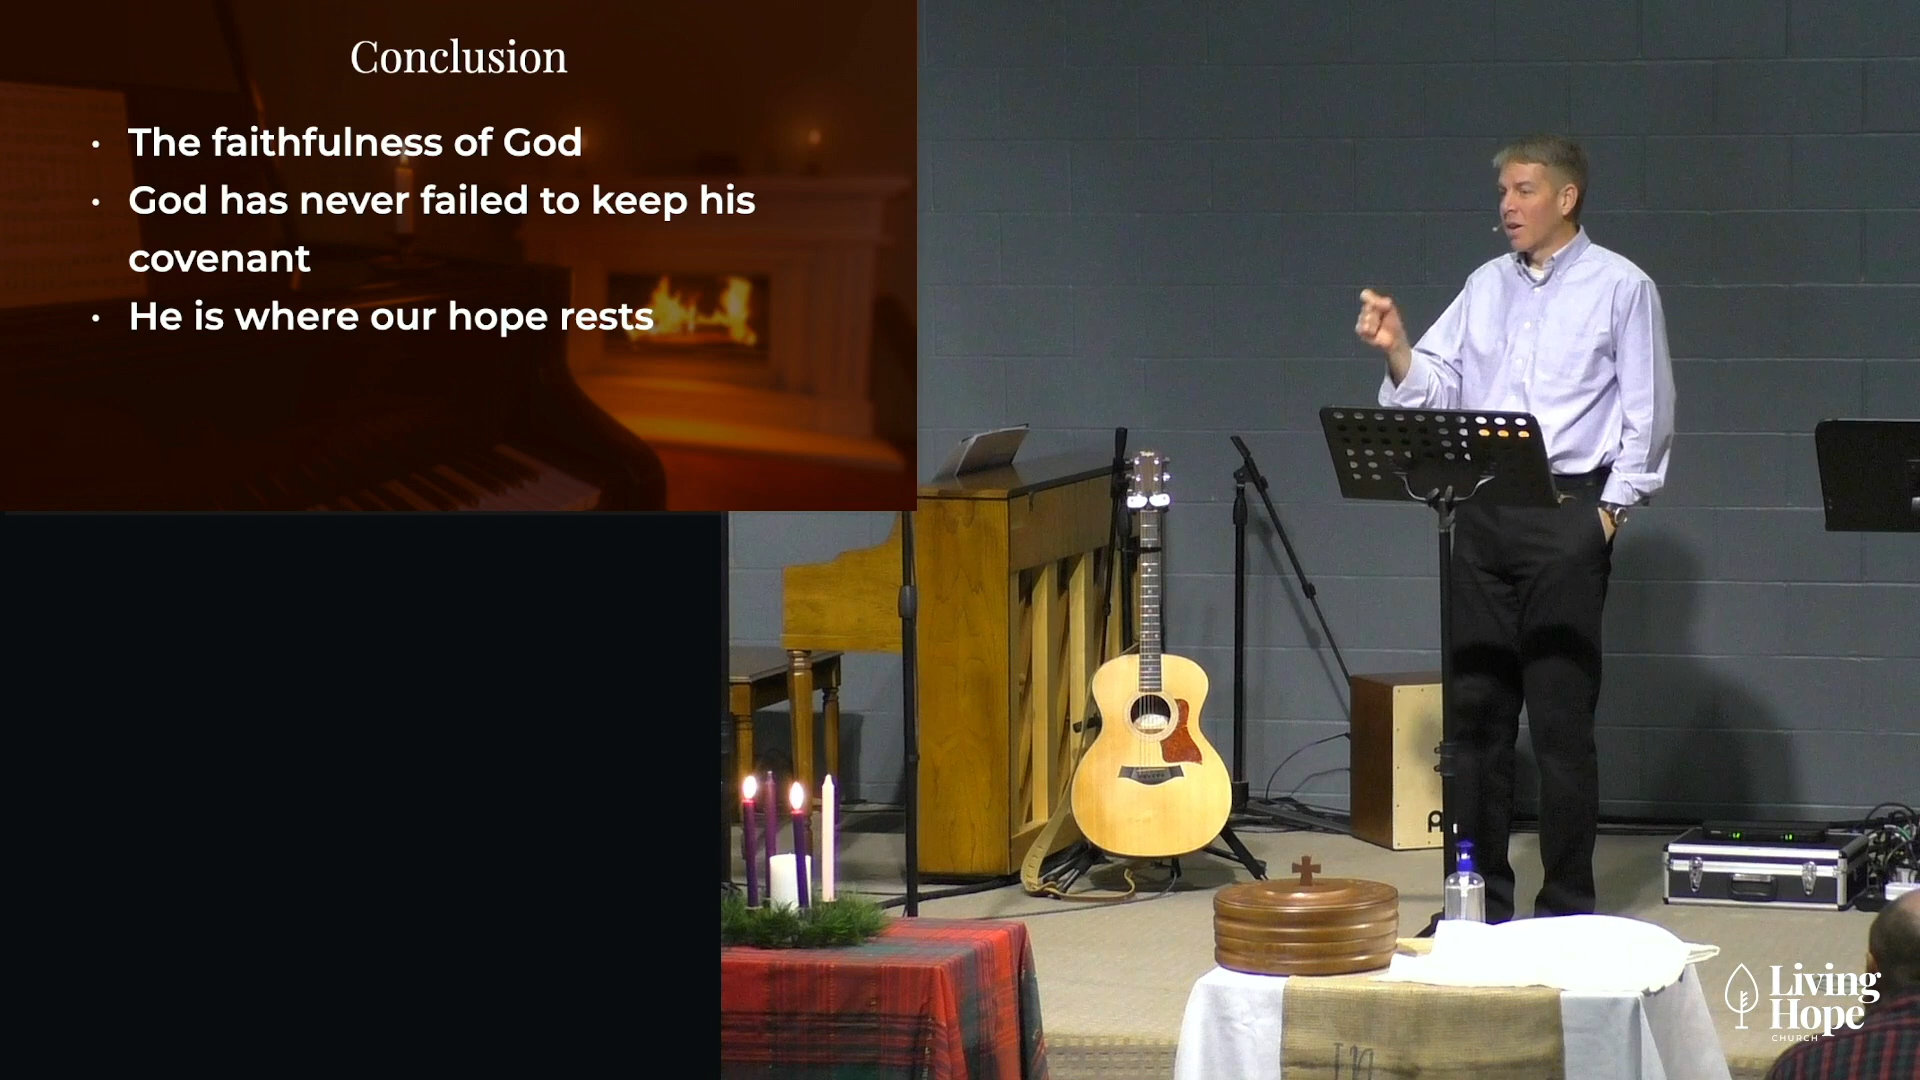 Conclusion
• The faithfulness of God
• God has never failed to keep his
covenant
• He is where our hope rests
Living
Hope
CHURCH